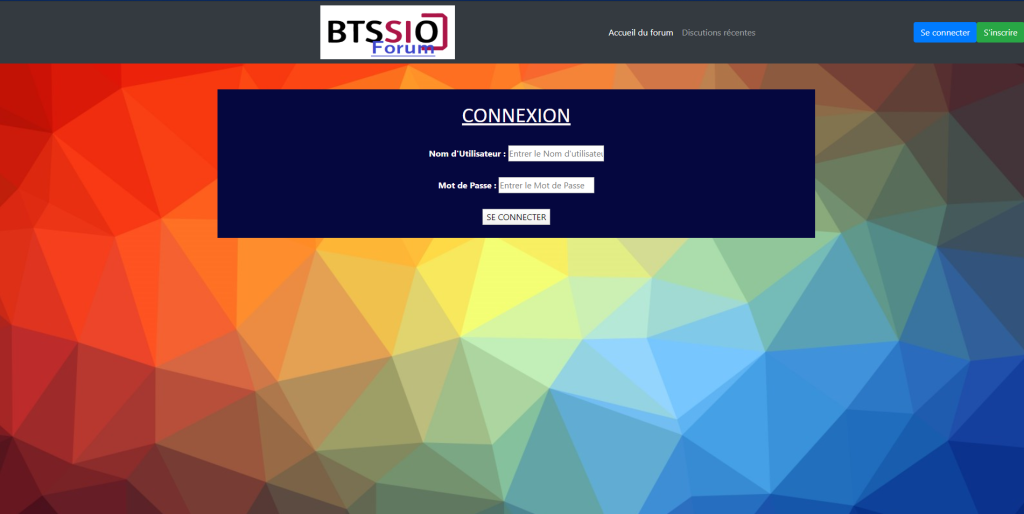 BTSSIO
Forum
Accueil du forum Discutions récentes Se connecter S'inscrire
CONNEXION
Nom d'Utilisateur : Entrer le Nom d'utilisateu
Mot de Passe : Entrer le Mot de Passe
SE CONNECTER